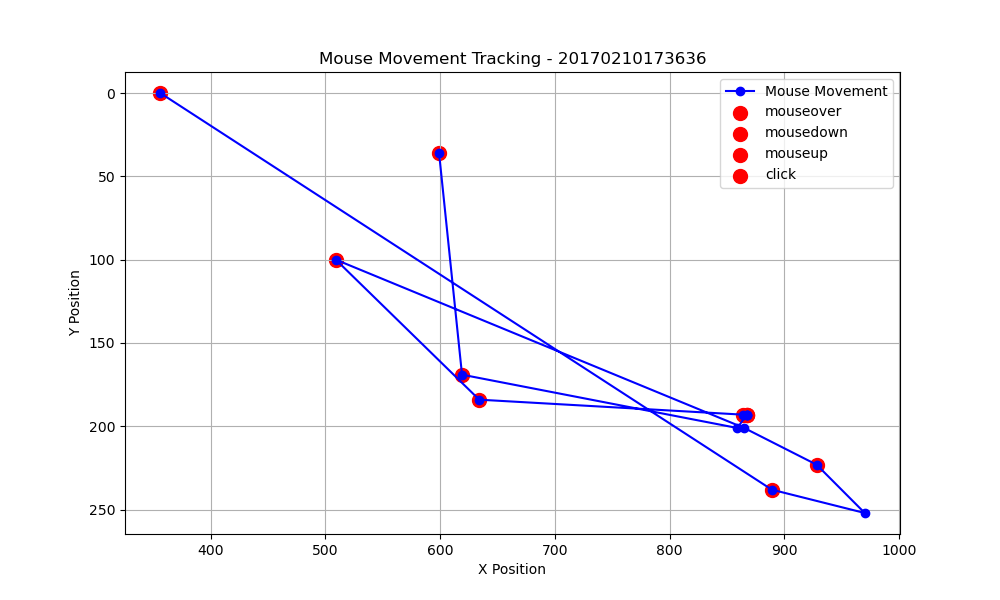 Mouse Movement Tracking - 20170210173636
Mouse Movement
mouseover
mousedown
mouseup
click
Y Position
0
50
100
150
200
250
400
500
600
700
800
900
1000
X Position